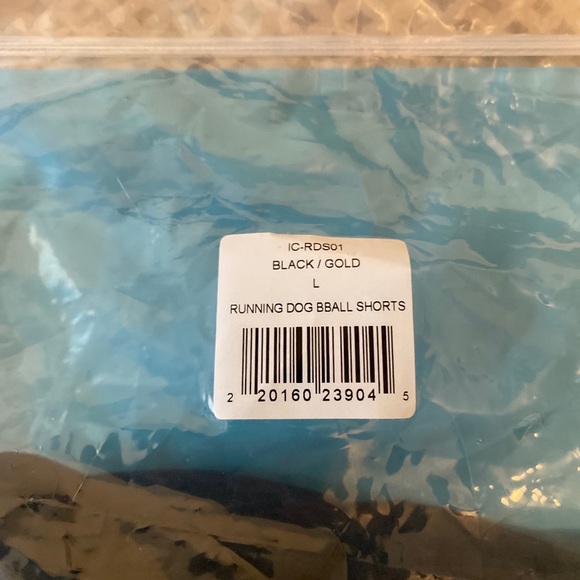 IC-RDS01
BLACK / GOLD
L
RUNNING DOG BBALL SHORTS
2 20160 23904 5